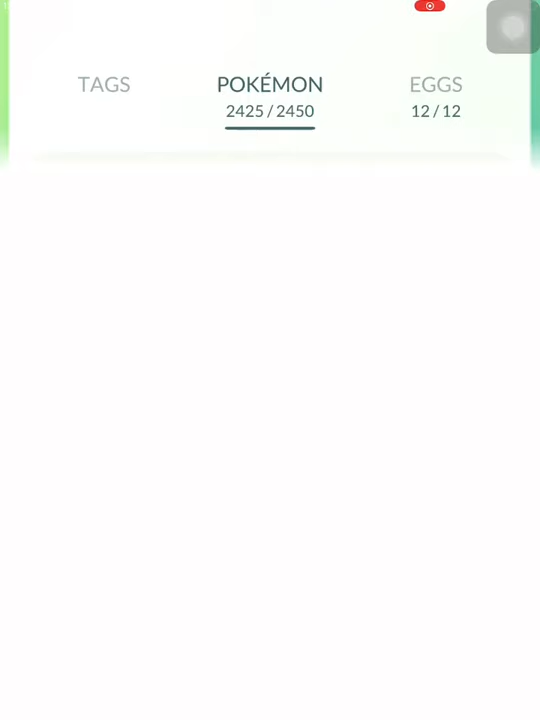 TAGS
POKÉMON
EGGS
2425 / 2450
12 / 12